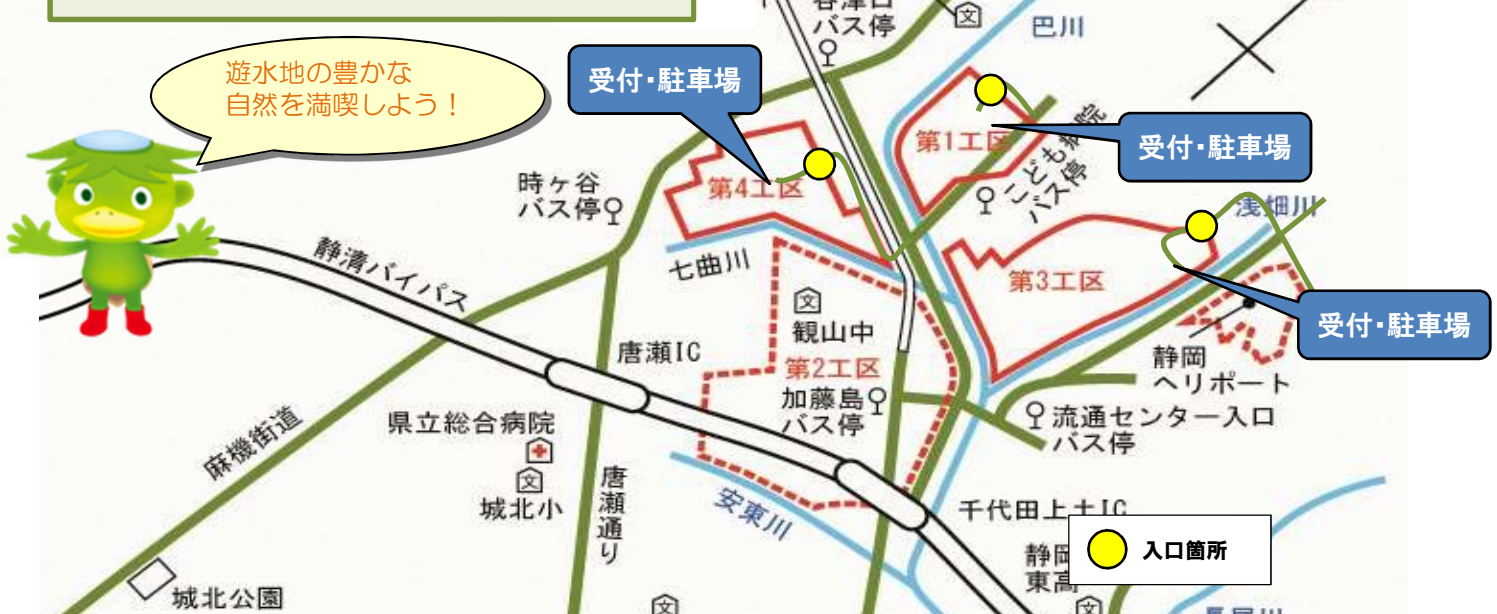 バス停
文
巴川
遊水地の豊かな
自然を満喫しよう!
受付・駐車場
第1工区
こども病院
バス停
受付・駐車場
時ヶ谷
バス停
第4工区
浅畑川
静清バイパス
七曲川
第3工区
文
観山中
受付・駐車場
唐瀬IC
第2工区
静岡
ヘリポート
加藤島
バス停
流通センター入口
バス停
麻機街道
県立総合病院
文
城北小
唐瀬通り
安東川
千代田上土IC
入口箇所
静岡
東高
文
城北公園
文